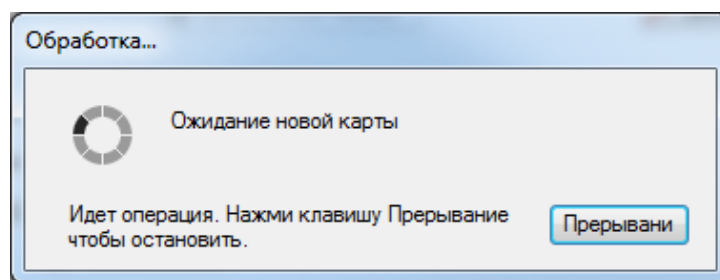 Обработка...
Ожидание новой карты
Идет операция. Нажми клавишу Прерывание
чтобы остановить.
Прерывани